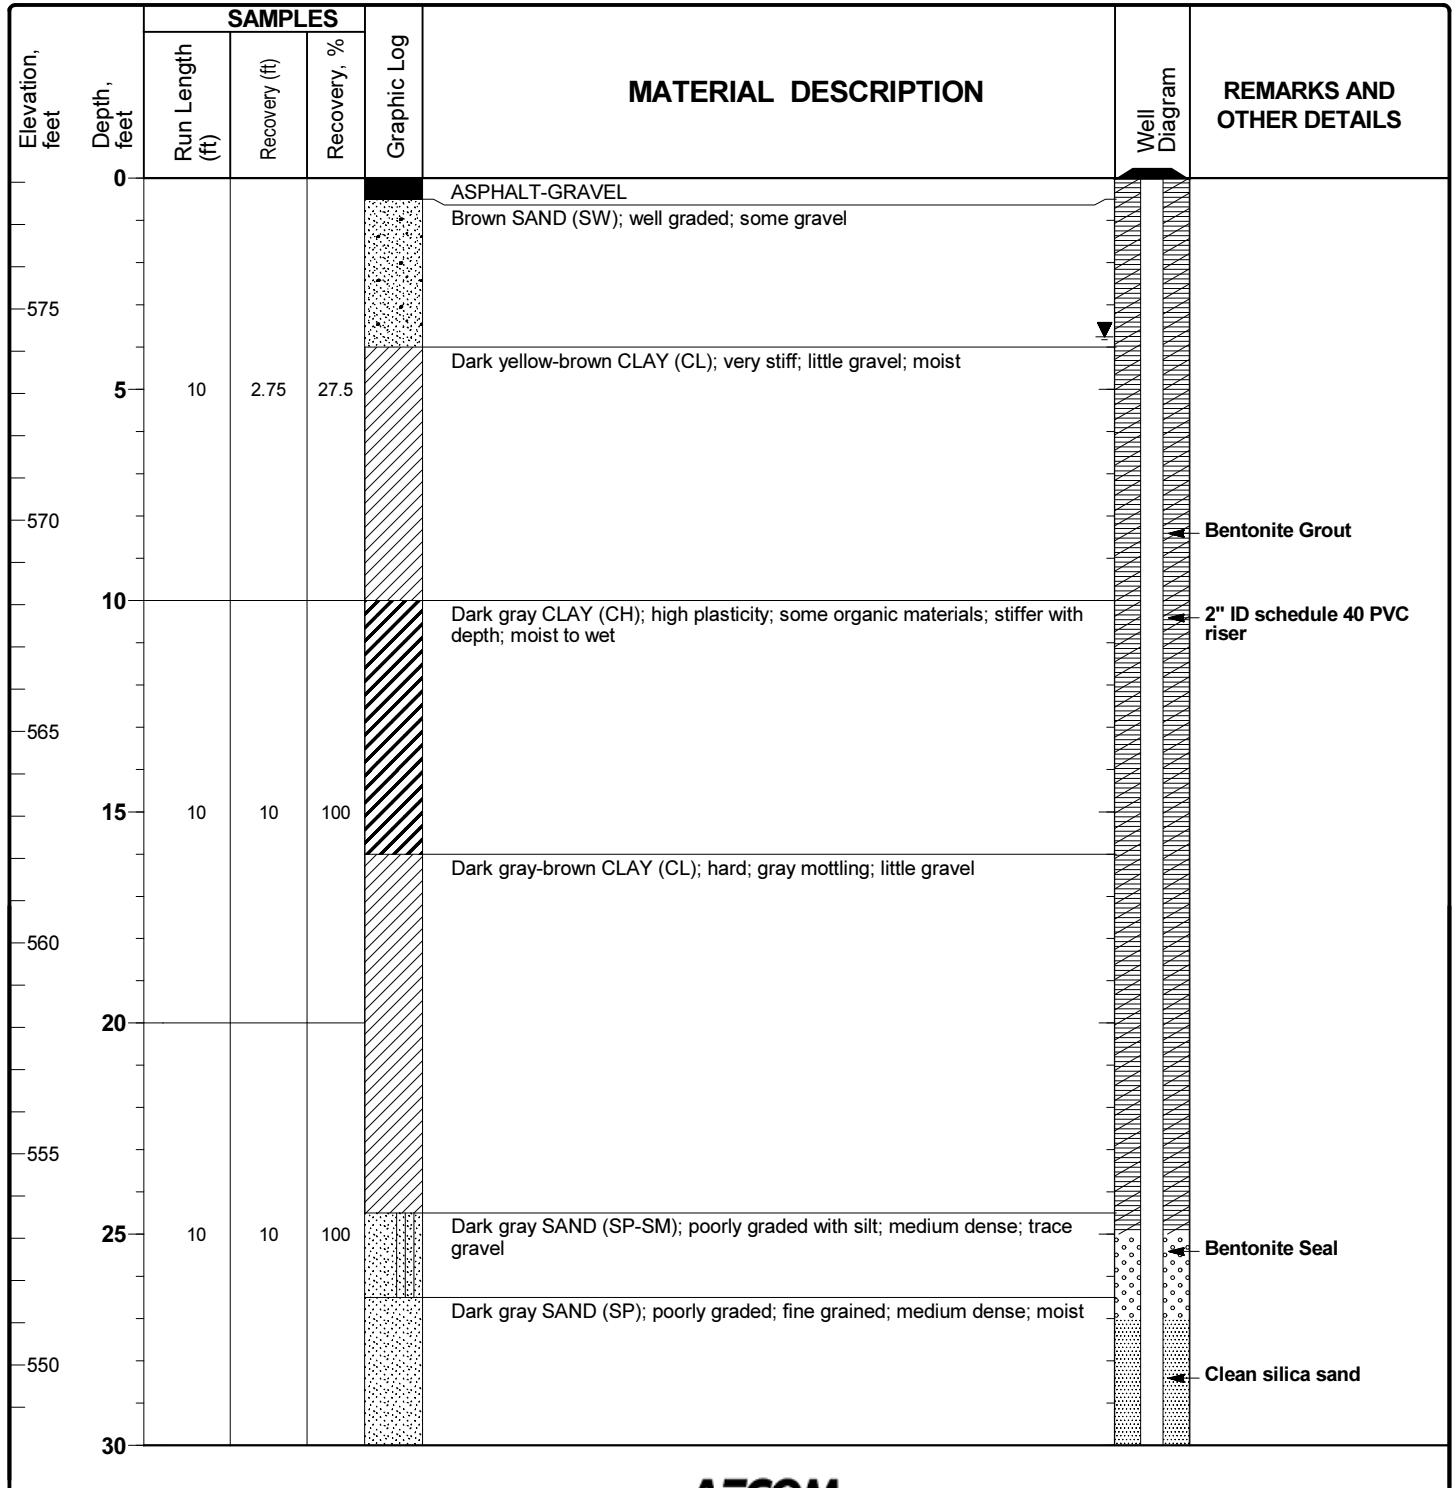 SAMPLES
Elevation,
feet
Depth,
feet
Run Length
(ft)
Recovery (ft)
Recovery, %
Graphic Log
MATERIAL DESCRIPTION
Well
Diagram
REMARKS AND
OTHER DETAILS
0
ASPHALT-GRAVEL
Brown SAND (SW); well graded; some gravel
575
Dark yellow-brown CLAY (CL); very stiff; little gravel; moist
5 10 2.75 27.5
570
Bentonite Grout
10
Dark gray CLAY (CH); high plasticity; some organic materials; stiffer with
depth; moist to wet
2" ID schedule 40 PVC
riser
565
15 10 10 100
Dark gray-brown CLAY (CL); hard; gray mottling; little gravel
560
20
555
Dark gray SAND (SP-SM); poorly graded with silt; medium dense; trace
gravel
25 10 10 100
Bentonite Seal
Dark gray SAND (SP); poorly graded; fine grained; medium dense; moist
550
Clean silica sand
30
AECOM